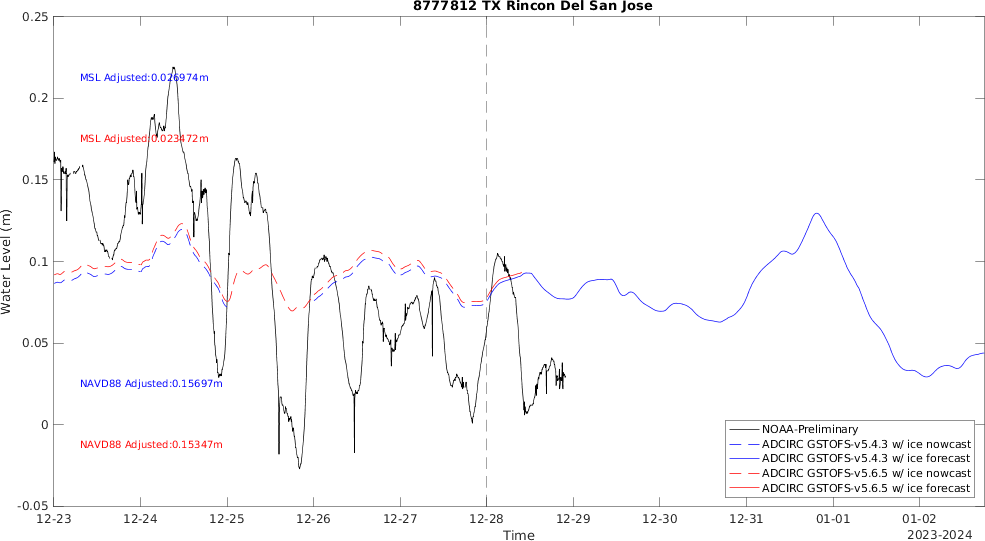 8777812 TX Rincon Del San Jose
Water Level (m)
0.25
0.2
0.15
0.1
0.05
0
-0.05
MSL Adjusted:0.026974m
MSL Adjusted:0.023472m
NAVD88 Adjusted:0.15697m
NAVD88 Adjusted:0.15347m
NOAA-Preliminary
ADCIRC GSTOFS-v5.4.3 w/ ice nowcast
ADCIRC GSTOFS-v5.4.3 w/ ice forecast
ADCIRC GSTOFS-v5.6.5 w/ ice nowcast
ADCIRC GSTOFS-v5.6.5 w/ ice forecast
12-23 12-24 12-25 12-26 12-27 12-28 12-29 12-30 12-31 01-01 01-02
Time
2023-2024